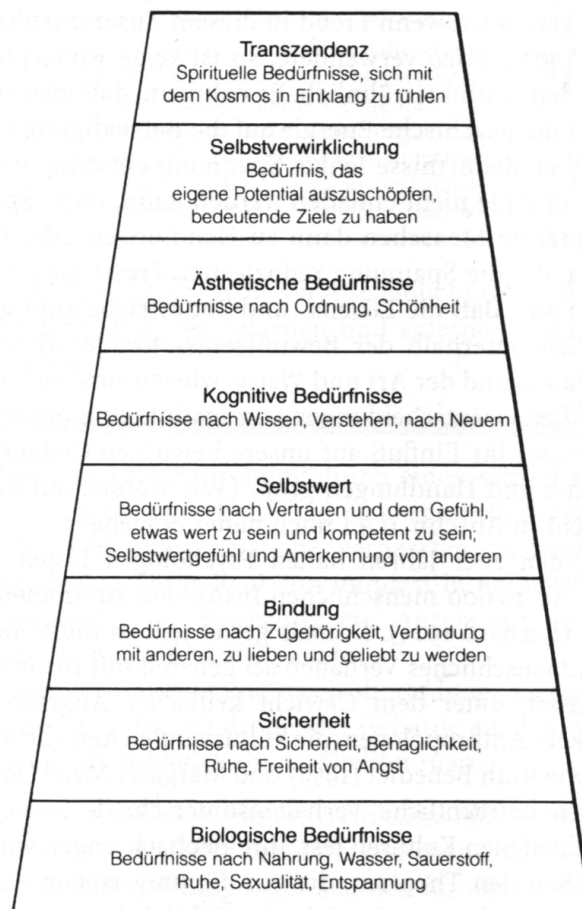 Transzendenz
Spirituelle Bedürfnisse, sich mit
dem Kosmos in Einklang zu fühlen
Selbstverwirklichung
Bedürfnis, das
eigene Potential auszuschöpfen,
bedeutende Ziele zu haben
Ästhetische Bedürfnisse
Bedürfnisse nach Ordnung, Schönheit
Kognitive Bedürfnisse
Bedürfnisse nach Wissen, Verstehen, nach Neuem
Selbstwert
Bedürfnisse nach Vertrauen und dem Gefühl,
etwas wert zu sein und kompetent zu sein;
Selbstwertgefühl und Anerkennung von anderen
Bindung
Bedürfnisse nach Zugehörigkeit, Verbindung
mit anderen, zu lieben und geliebt zu werden
Sicherheit
Bedürfnisse nach Sicherheit, Behaglichkeit,
Ruhe, Freiheit von Angst
Biologische Bedürfnisse
Bedürfnisse nach Nahrung, Wasser, Sauerstoff,
Ruhe, Sexualität, Entspannung